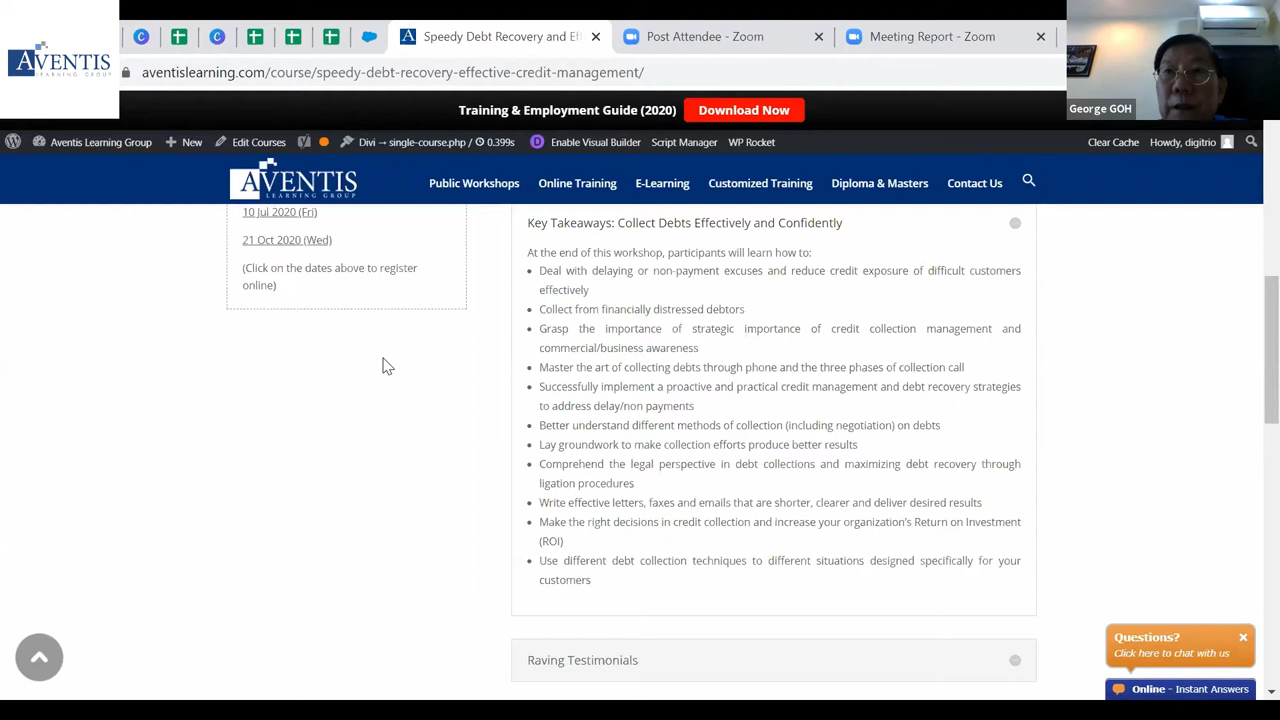 AVENTIS
LEARNING GROUP
Speedy Debt Recovery and Ef
Post Attendee - Zoom
Meeting Report - Zoom
aventislearning.com/course/speedy-debt-recovery-effective-credit-management/
George GOH
Training & Employment Guide (2020) Download Now
Aventis Learning Group New Edit Courses Divi → single-course.php / 0.399s Enable Visual Builder Script Manager WP Rocket Clear Cache Howdy, digitrio
AVENTIS
LEARNING GROUP
Public Workshops Online Training E-Learning Customized Training Diploma & Masters Contact Us
10 Jul 2020 (Fri)
21 Oct 2020 (Wed)
(Click on the dates above to register
online)
Key Takeaways: Collect Debts Effectively and Confidently
At the end of this workshop, participants will learn how to:
• Deal with delaying or non-payment excuses and reduce credit exposure of difficult customers
effectively
• Collect from financially distressed debtors
• Grasp the importance of strategic importance of credit collection management and
commercial/business awareness
• Master the art of collecting debts through phone and the three phases of collection call
• Successfully implement a proactive and practical credit management and debt recovery strategies
to address delay/non payments
• Better understand different methods of collection (including negotiation) on debts
• Lay groundwork to make collection efforts produce better results
• Comprehend the legal perspective in debt collections and maximizing debt recovery through
ligation procedures
• Write effective letters, faxes and emails that are shorter, clearer and deliver desired results
• Make the right decisions in credit collection and increase your organization's Return on Investment
(ROI)
• Use different debt collection techniques to different situations designed specifically for your
customers
Raving Testimonials
Questions?
Click here to chat with us
Online - Instant Answers